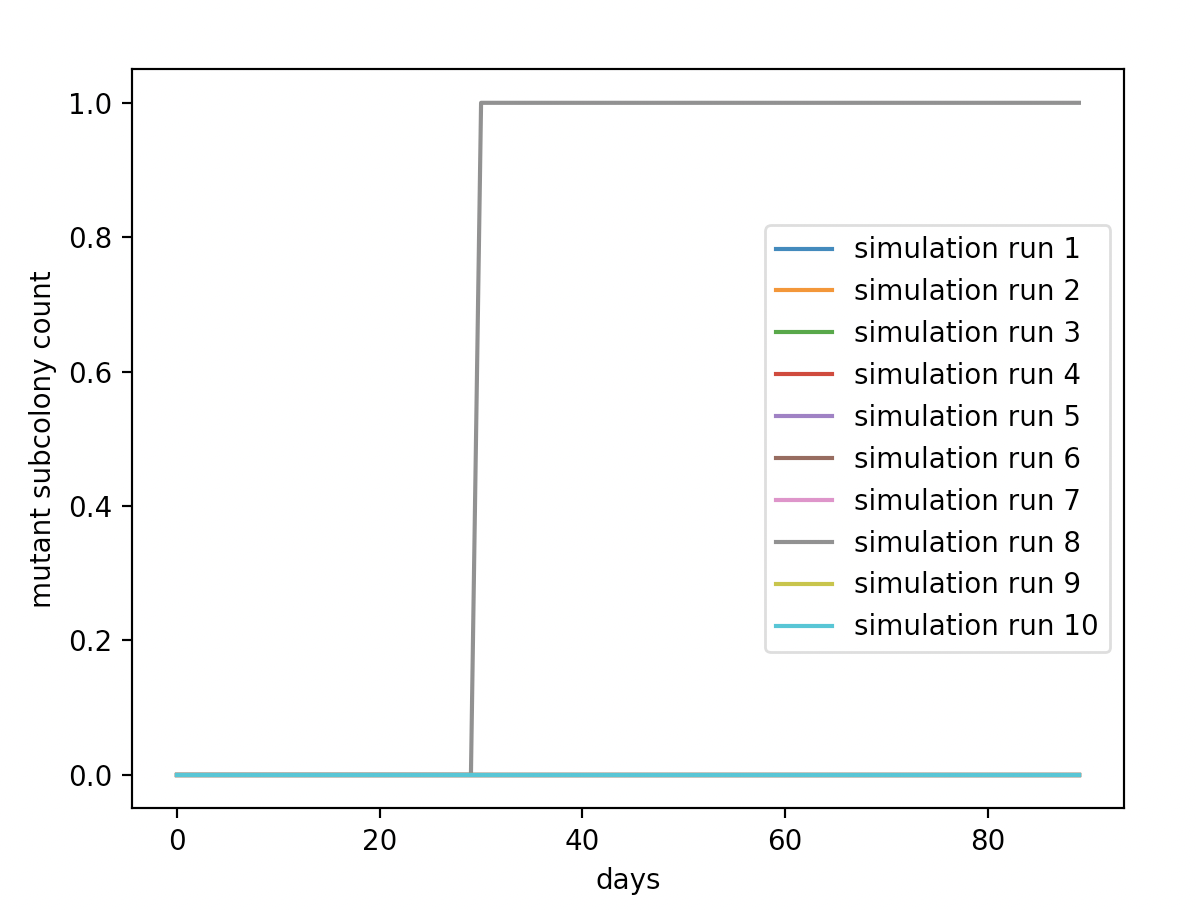 1.0
0.8
0.6
0.4
0.2
0.0
mutant subcolony count
simulation run 1
simulation run 2
simulation run 3
simulation run 4
simulation run 5
simulation run 6
simulation run 7
simulation run 8
simulation run 9
simulation run 10
0 20 40 60 80
days